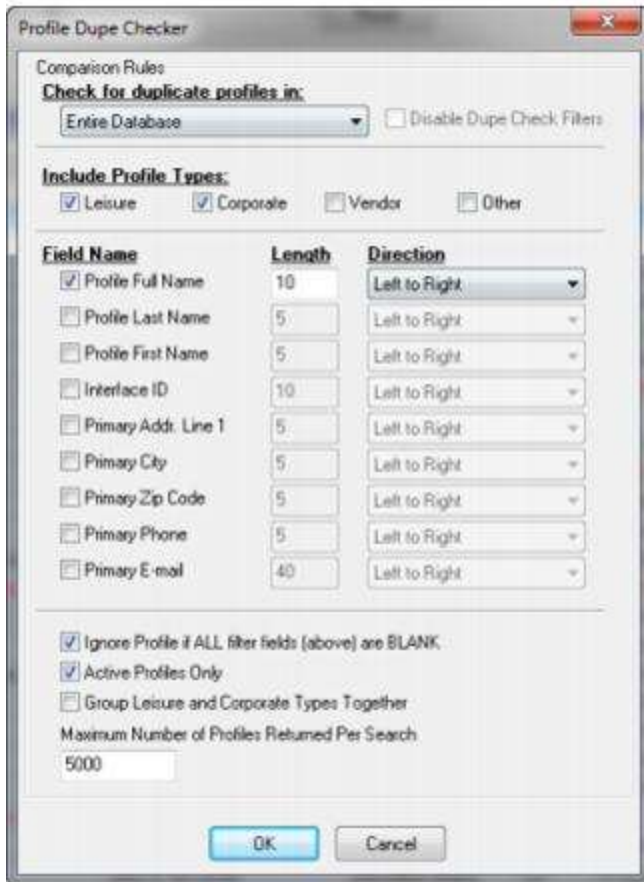 Profile Dupe Checker
Comparison Rules
Check for duplicate profiles in:
Entire Database
Disable Dupe Check Filters
Include Profile Types:
Leisure Corporate Vendor Other
Field Name Length Direction
Profile Full Name 10 Left to Right
Profile Last Name 5 Left to Right
Profile First Name 5 Left to Right
Interface ID 10 Left to Right
Primary Addr. Line 1 5 Left to Right
Primary City 5 Left to Right
Primary Zip Code 5 Left to Right
Primary Phone 5 Left to Right
Primary E-mail 40 Left to Right
Ignore Profile if ALL filter fields (above) are BLANK
Active Profiles Only
Group Leisure and Corporate Types Together
Maximum Number of Profiles Returned Per Search
5000
OK Cancel